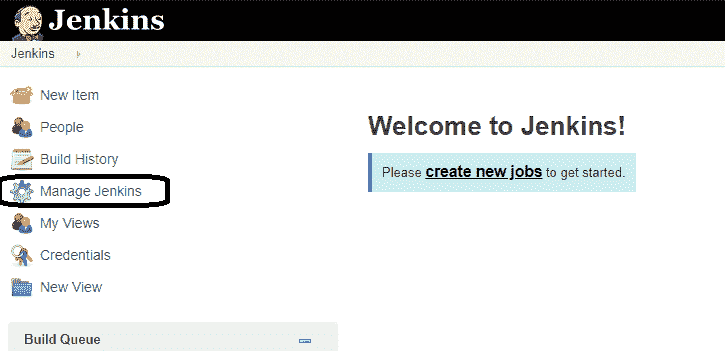 Jenkins
Jenkins
New Item
People
Build History
Manage Jenkins
My Views
Credentials
New View
Build Queue
Welcome to Jenkins!
Please create new jobs to get started.